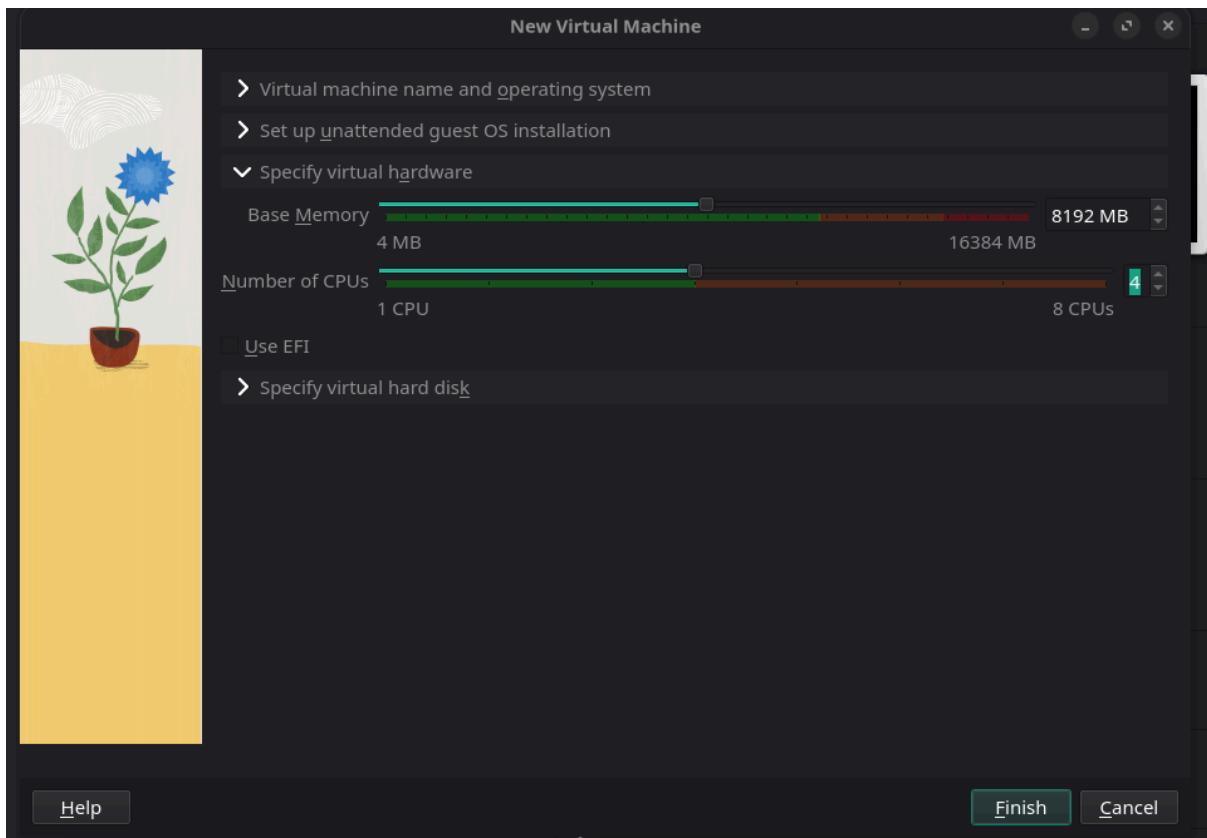 New Virtual Machine
Virtual machine name and operating system
Set up unattended guest OS installation
Specify virtual hardware
Base Memory 8192 MB
4 MB 16384 MB
Number of CPUs 4
1 CPU 8 CPUs
Use EFI
Specify virtual hard disk
Help Finish Cancel